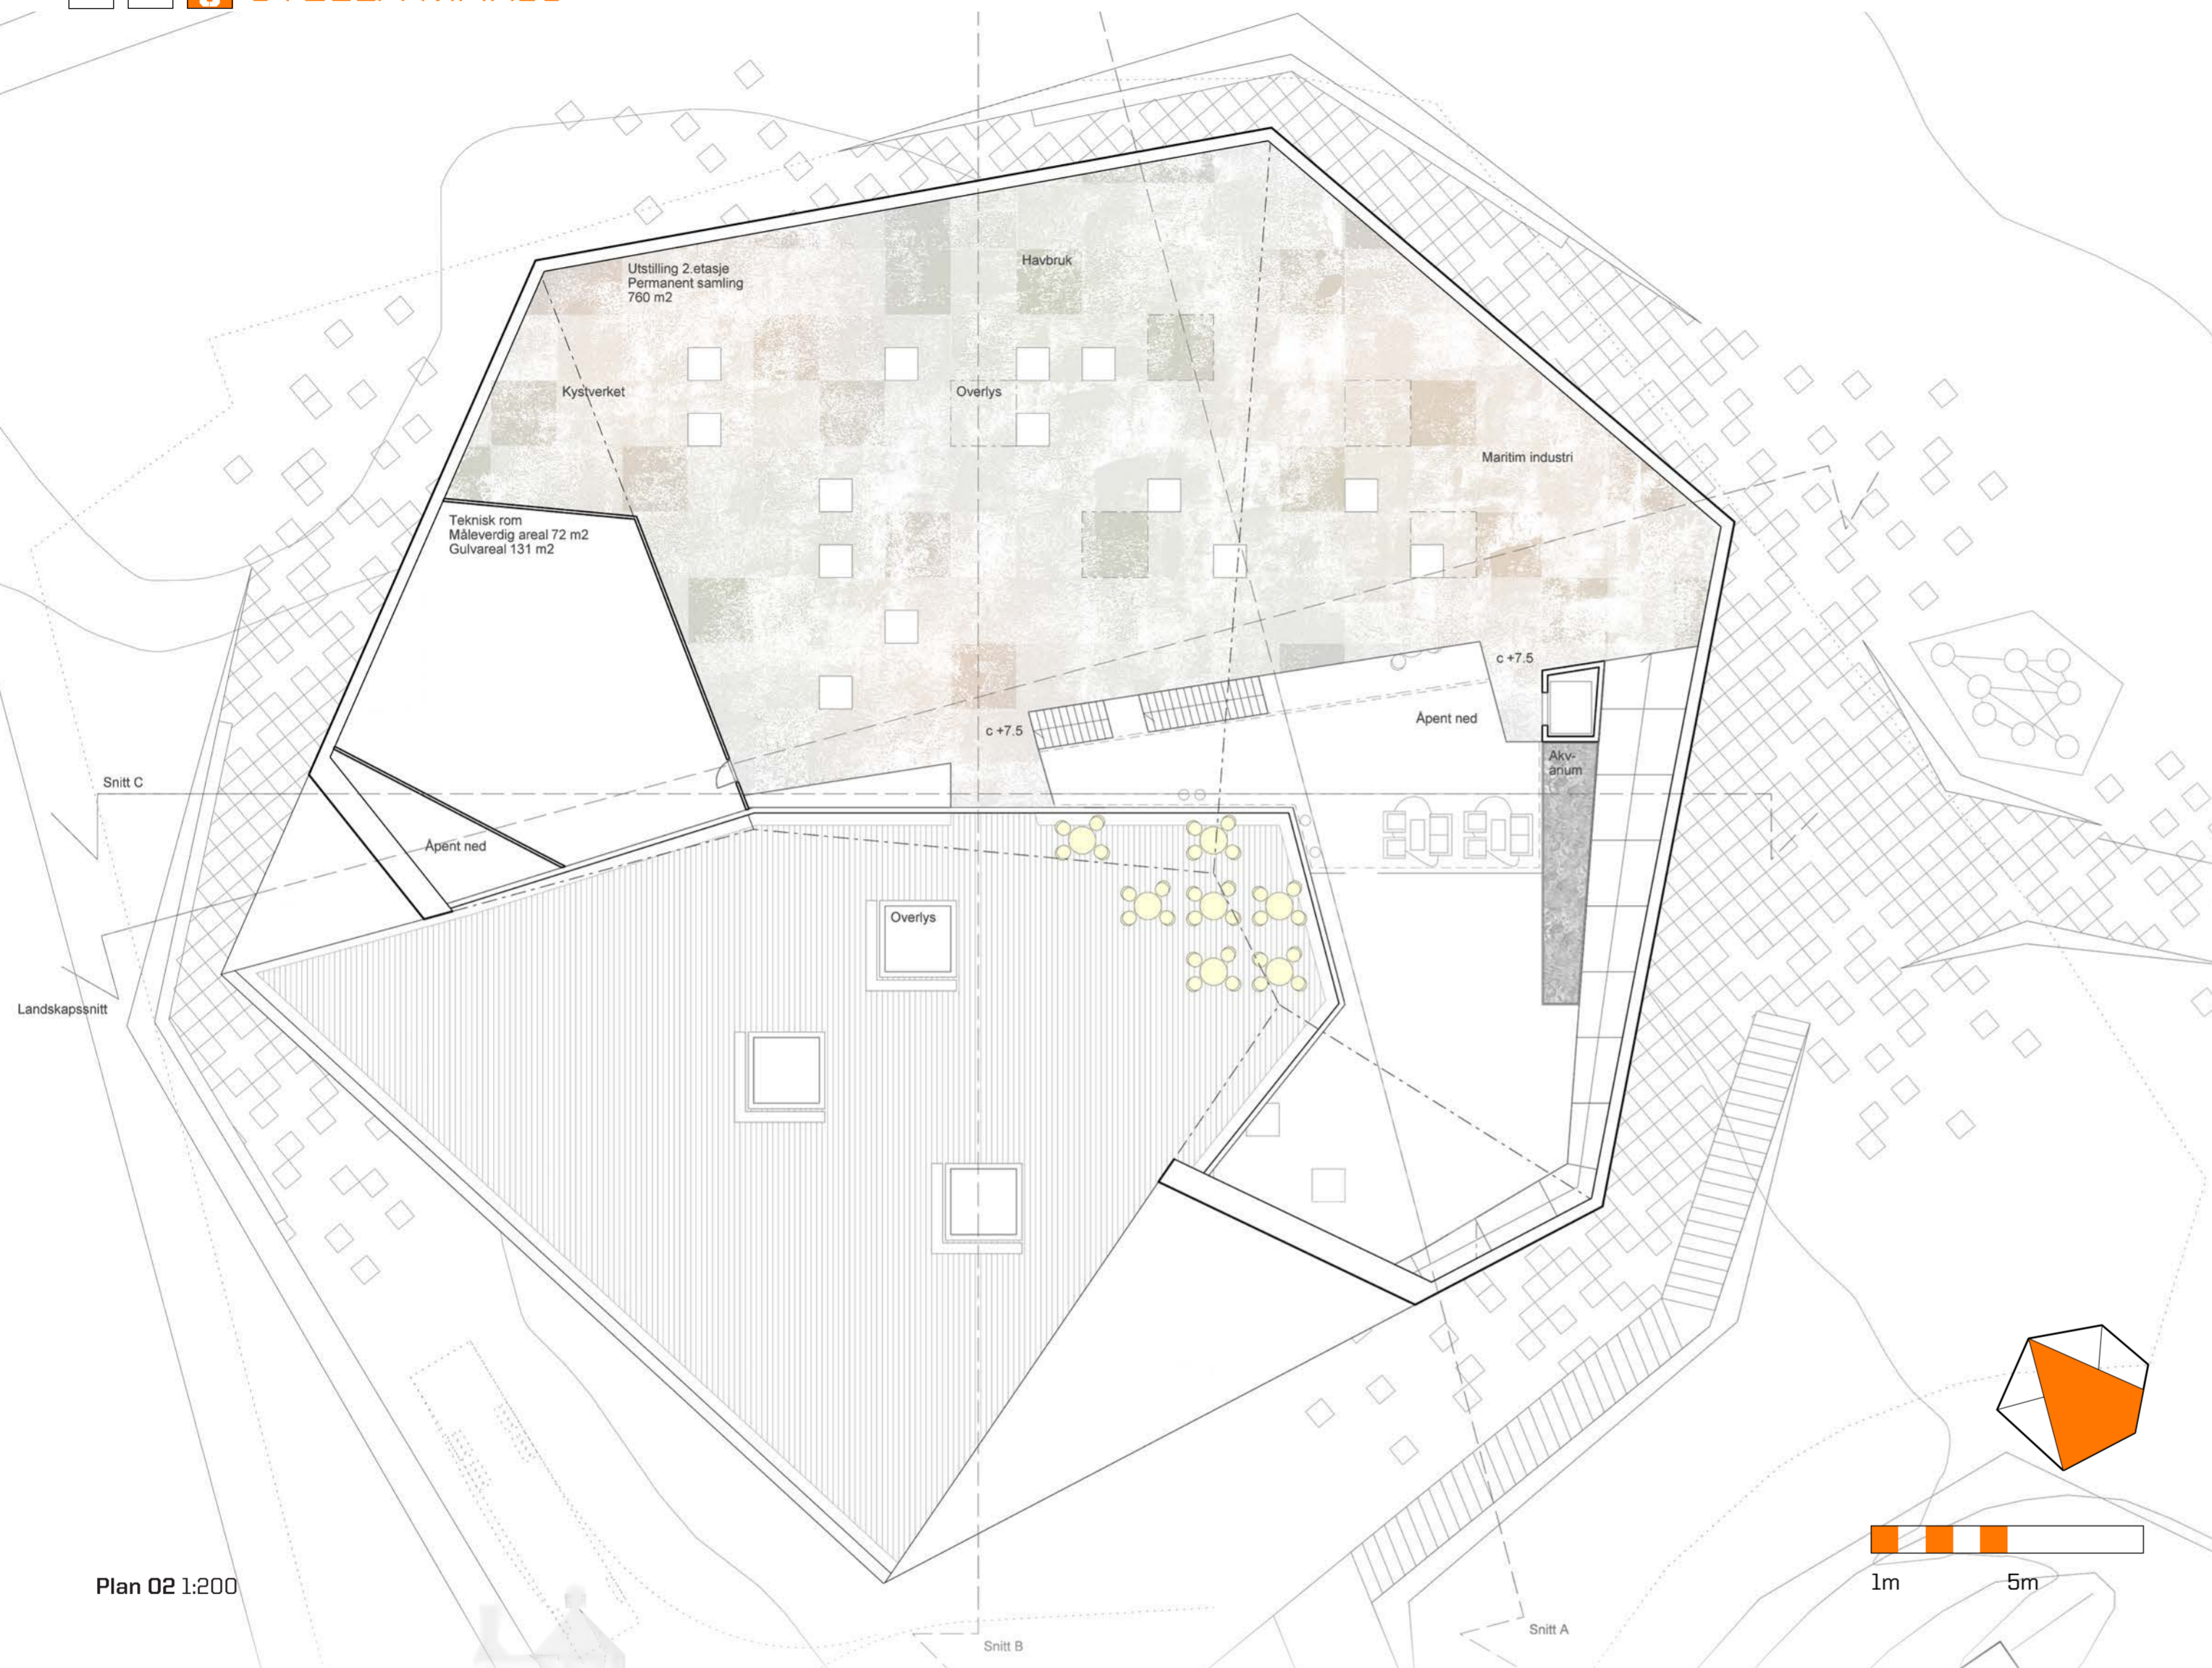 Havbruk
Utstilling 2.etasje
Permanent samling
760 m2
Kystverket
Overlys
Maritim industri
Teknisk rom
Måleverdig areal 72 m2
Gulvareal 131 m2
c +7.5
Åpent ned
c +7.5
Akv-
arium
Snitt C
Åpent ned
Overlys
Landskapssnitt
Plan 02 1:200
1m 5m
Snitt A
Snitt B